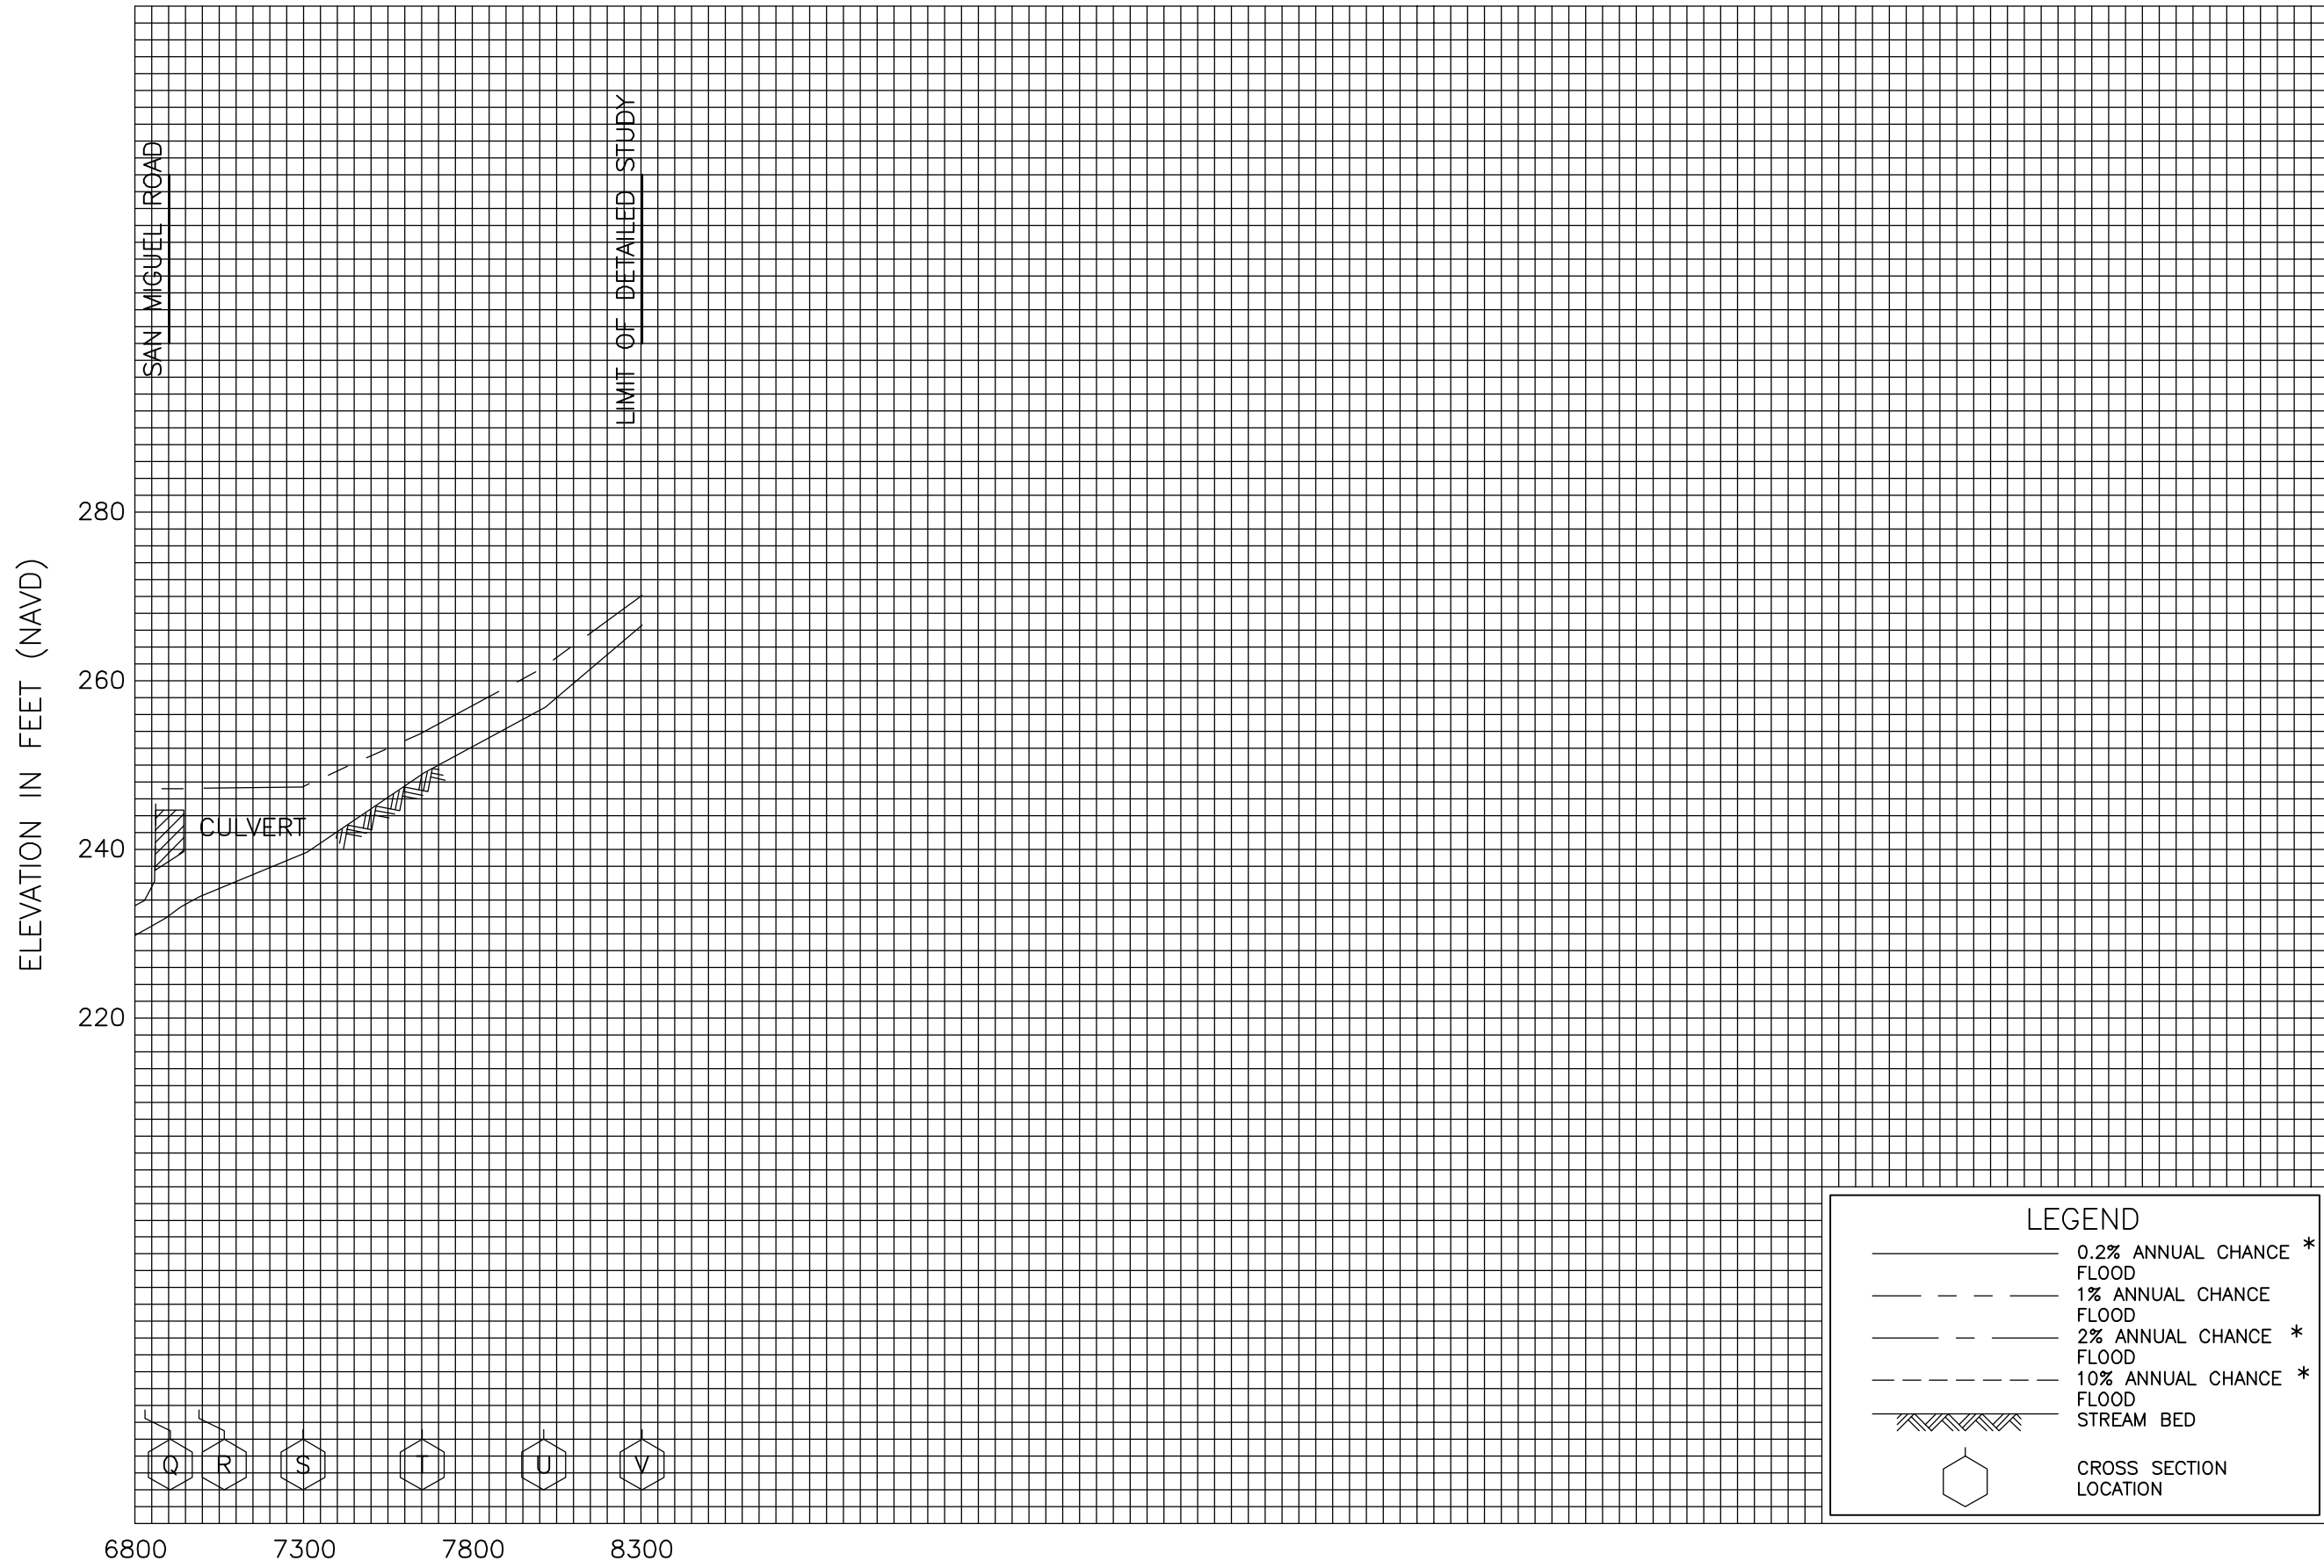 SAN MIGUEL ROAD
LIMIT OF DETAILED STUDY
ELEVATION IN FEET (NAVD)
280
260
240
220
CULVERT
LEGEND
0.2% ANNUAL CHANCE *
FLOOD
1% ANNUAL CHANCE
FLOOD
2% ANNUAL CHANCE *
FLOOD
10% ANNUAL CHANCE *
FLOOD
STREAM BED
CROSS SECTION
LOCATION
Q R S T U V
6800 7300 7800 8300